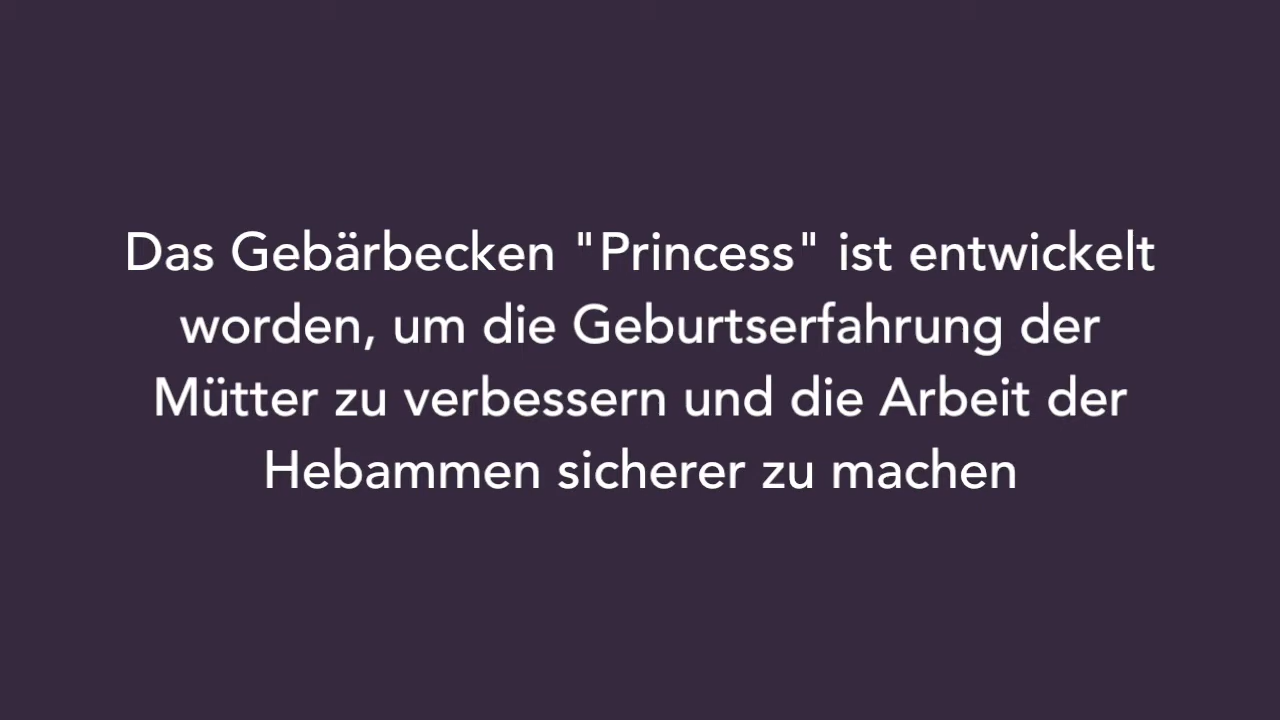 Das Gebärbecken "Princess" ist entwickelt
worden, um die Geburtserfahrung der
Mütter zu verbessern und die Arbeit der
Hebammen sicherer zu machen